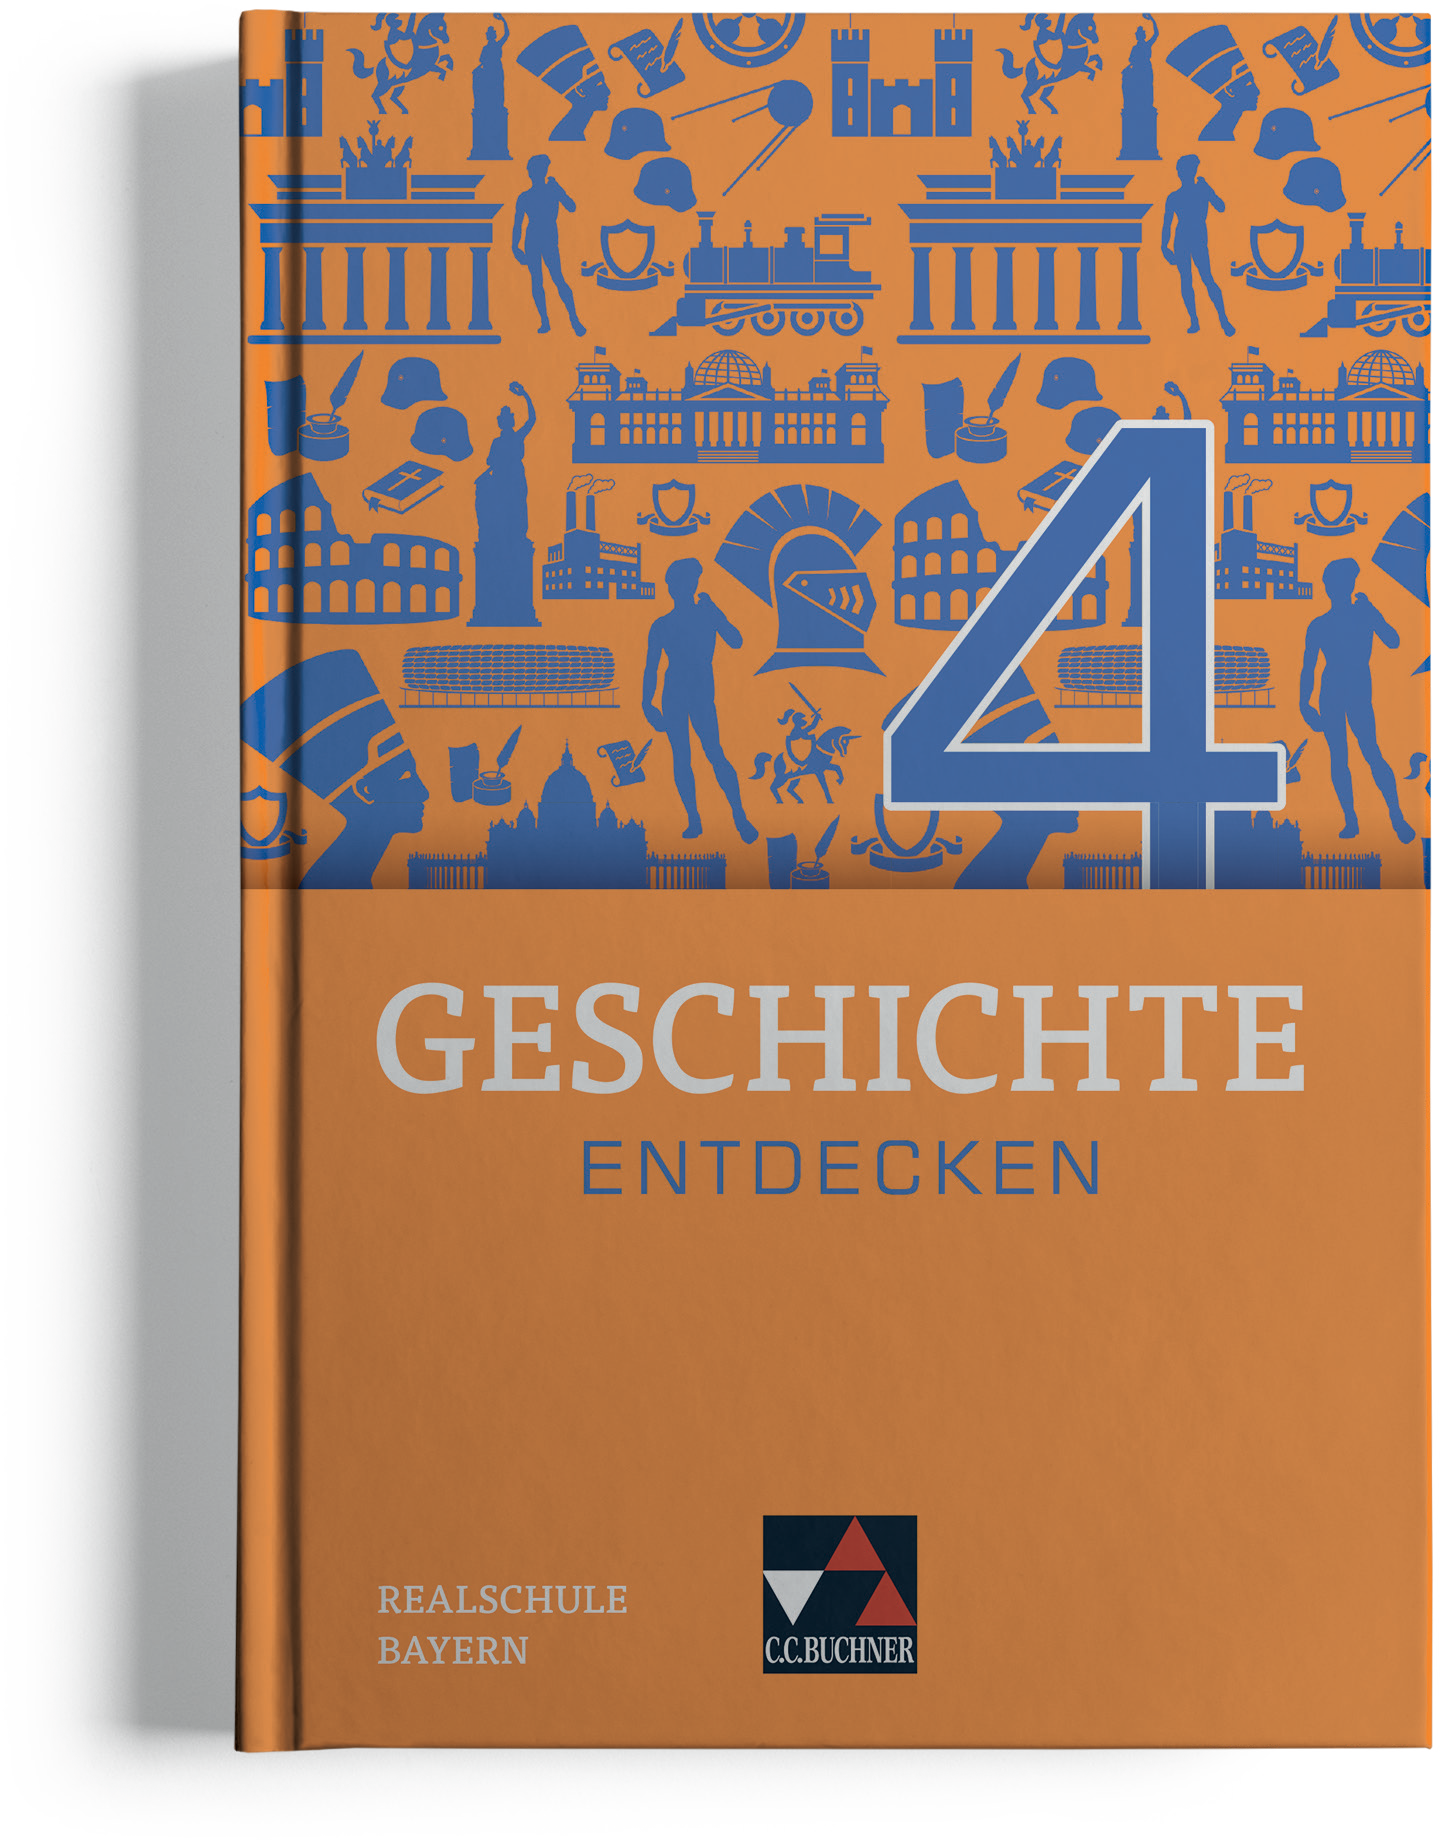 4
GESCHICHTE
ENTDECKEN
REALSCHULE
BAYERN
C.C.BUCHNER